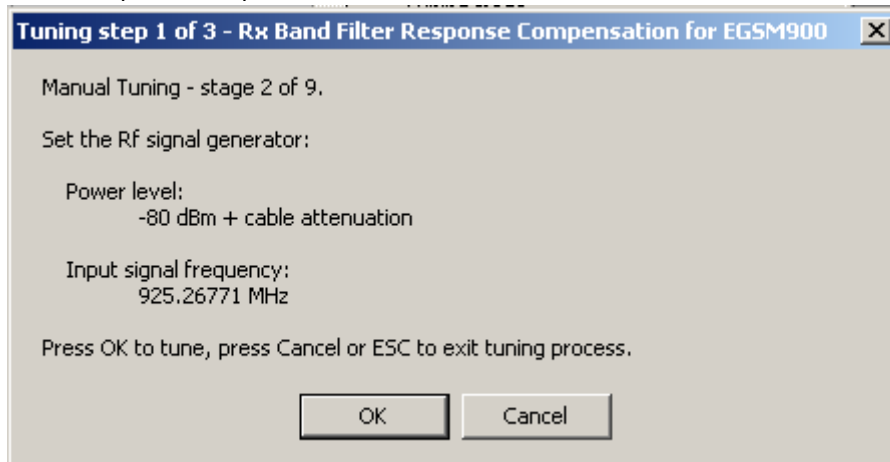 Tuning step 1 of 3 - Rx Band Filter Response Compensation for EGSM900
Manual Tuning - stage 2 of 9.
Set the Rf signal generator:
Power level:
-80 dBm + cable attenuation
Input signal frequency:
925.26771 MHz
Press OK to tune, press Cancel or ESC to exit tuning process.
OK
Cancel